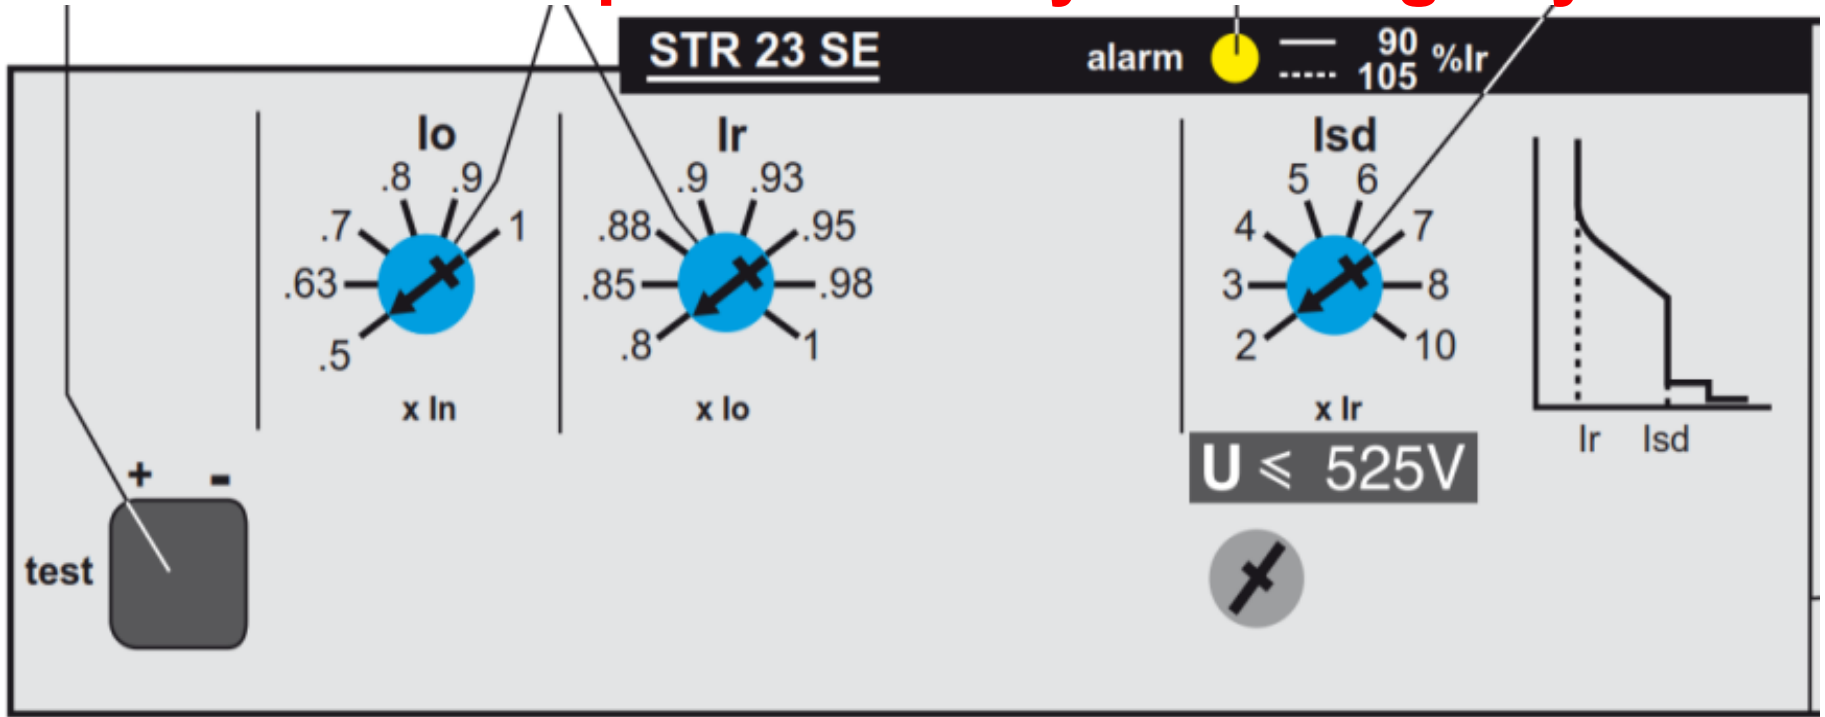 STR 23 SE
alarm
90
105
%Ir
Io
.5
.63
.7
.8
.9
1
x In
Ir
.8
.85
.88
.9
.93
.95
.98
1
x Io
Isd
2
3
4
5
6
7
8
10
x Ir
U ⩽ 525V
Ir Isd
+ -
test